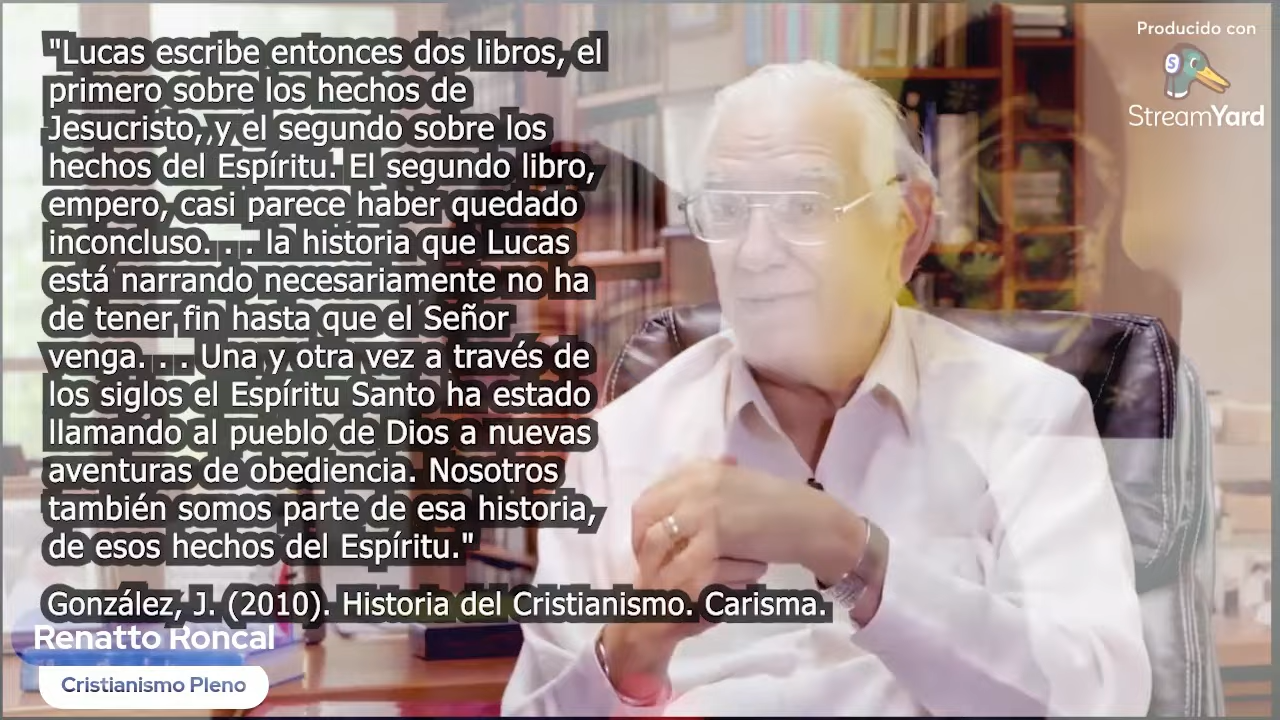 "Lucas escribe entonces dos libros, el
primero sobre los hechos de
Jesucristo, y el segundo sobre los
hechos del Espíritu. El segundo libro,
empero, casi parece haber quedado
inconcluso. . . la historia que Lucas
está narrando necesariamente no ha
de tener fin hasta que el Señor
venga. . . Una y otra vez a través de
los siglos el Espíritu Santo ha estado
llamando al pueblo de Dios a nuevas
aventuras de obediencia. Nosotros
también somos parte de esa historia,
de esos hechos del Espíritu."
González, J. (2010). Historia del Cristianismo. Carisma.
Renatto Roncal
Cristianismo Pleno
Producido con
SC
StreamYard